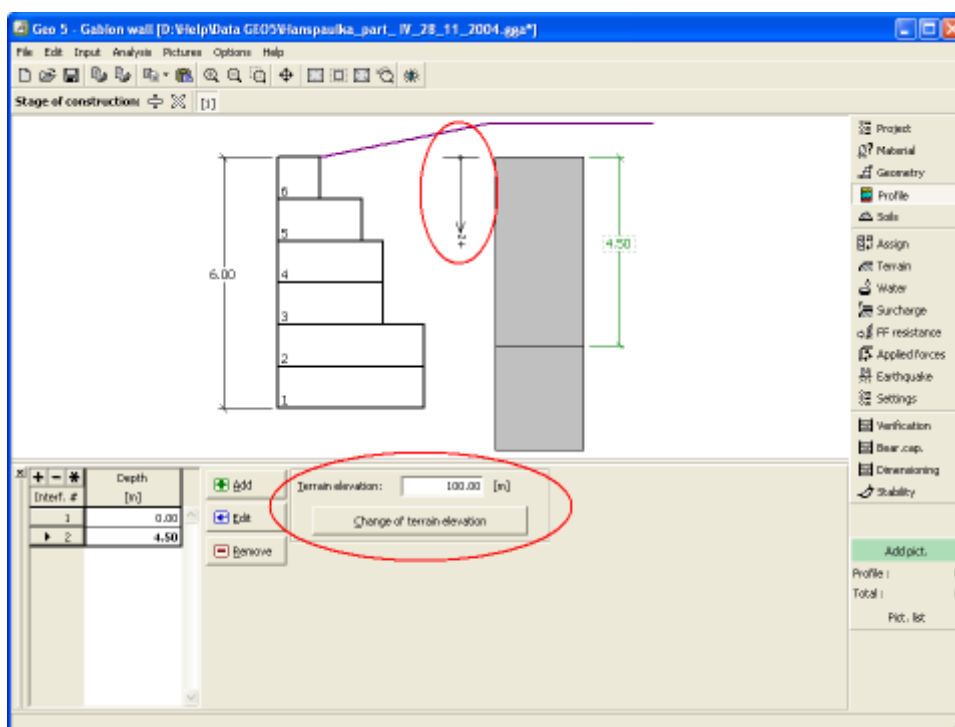 Geo 5 - Gabion wall [D:\Help\Data GEO5\Hanspaulka_part_ IV_28_11_2004.gga*]
File Edit Input Analysis Pictures Options Help
Stage of construction: [1]
6.00
6
5
4
3
2
1
+z
4.50
Project
Material
Geometry
Profile
Soils
Assign
Terrain
Water
Surcharge
FF resistance
Applied forces
Earthquake
Settings
Verification
Bear.cap.
Dimensioning
Stability
Add pict.
Profile :
Total :
Pict. list
Interf. # Depth [m]
1 0.00
2 4.50
Add
Edit
Remove
Terrain elevation: 100.00 [m]
Change of terrain elevation